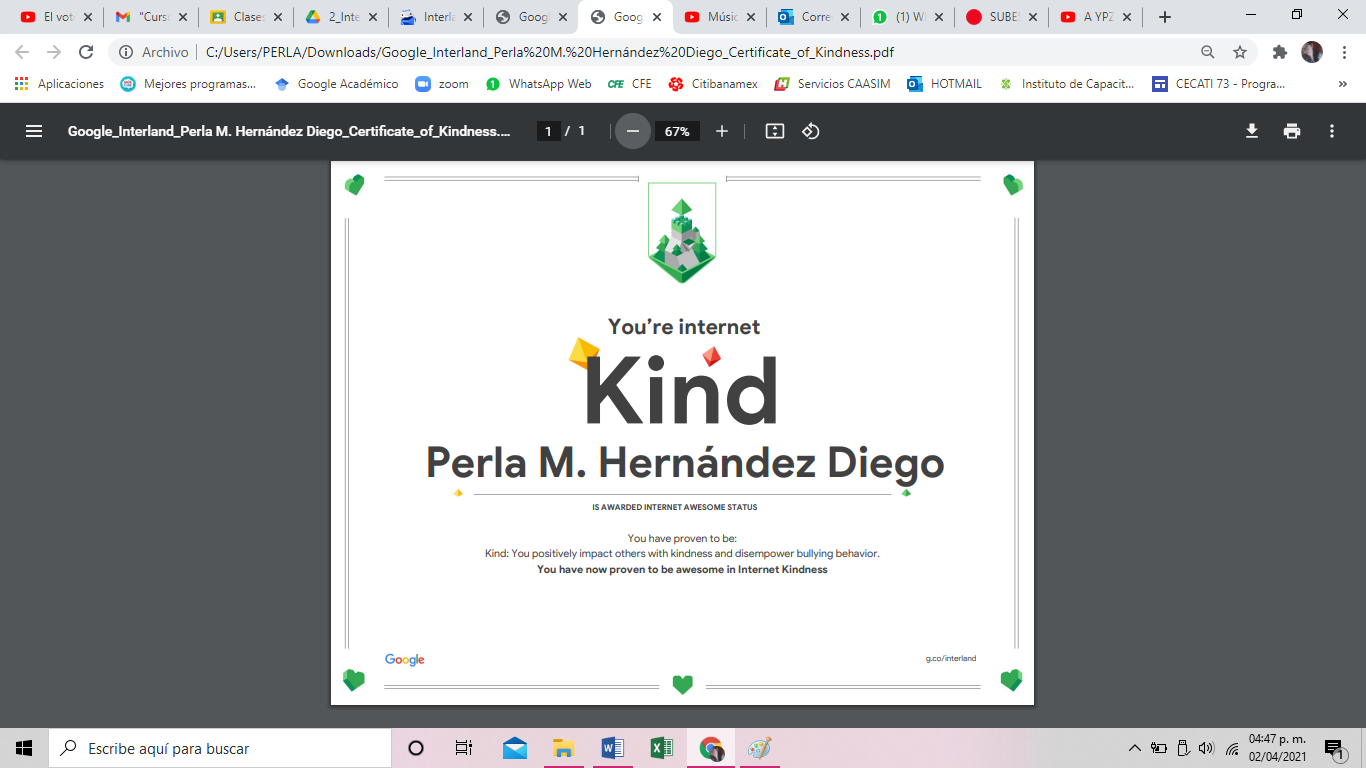 El vot
"Curs
Clase
2_Inte
Interla
Googl
Goog
Músic
Corre
(1) W
SUBE
A YPZ
Archivo
C:/Users/PERLA/Downloads/Google_Interland_Perla%20M.%20Hernández%20Diego_Certificate_of_Kindness.pdf
Aplicaciones
Mejores programas...
Google Académico
zoom
WhatsApp Web
CFE CFE
Citibanamex
Servicios CAASIM
HOTMAIL
Instituto de Capacit...
CECATI 73 - Progra...
»
Google_Interland_Perla M. Hernández Diego_Certificate_of_Kindness....
1 / 1
67%
You're internet
Kind
Perla M. Hernández Diego
IS AWARDED INTERNET AWESOME STATUS
You have proven to be:
Kind: You positively impact others with kindness and disempower bullying behavior.
You have now proven to be awesome in Internet Kindness
Google
g.co/interland
Escribe aquí para buscar
04:47 p. m.
02/04/2021
1